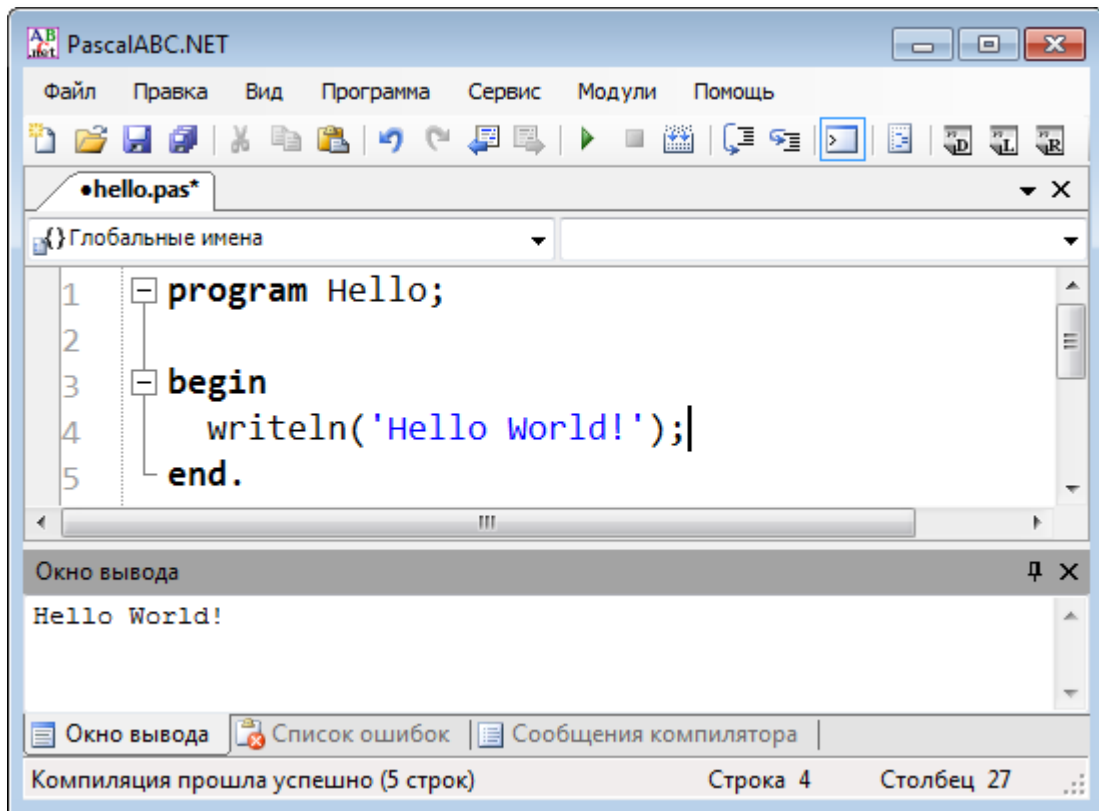 PascalABC.NET
Файл Правка Вид Программа Сервис Модули Помощь
•hello.pas*
{} Глобальные имена
1 program Hello;
2
3 begin
4 writeln('Hello World!');
5 end.
Окно вывода
Hello World!
Окно вывода Список ошибок Сообщения компилятора
Компиляция прошла успешно (5 строк) Строка 4 Столбец 27